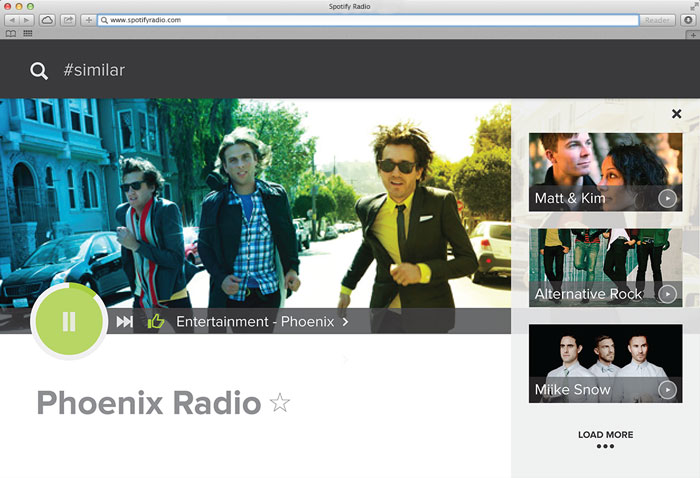 Spotify Radio
www.spotifyradio.com
Reader
#similar
Matt & Kim
Alternative Rock
Miike Snow
LOAD MORE
Entertainment - Phoenix
Phoenix Radio